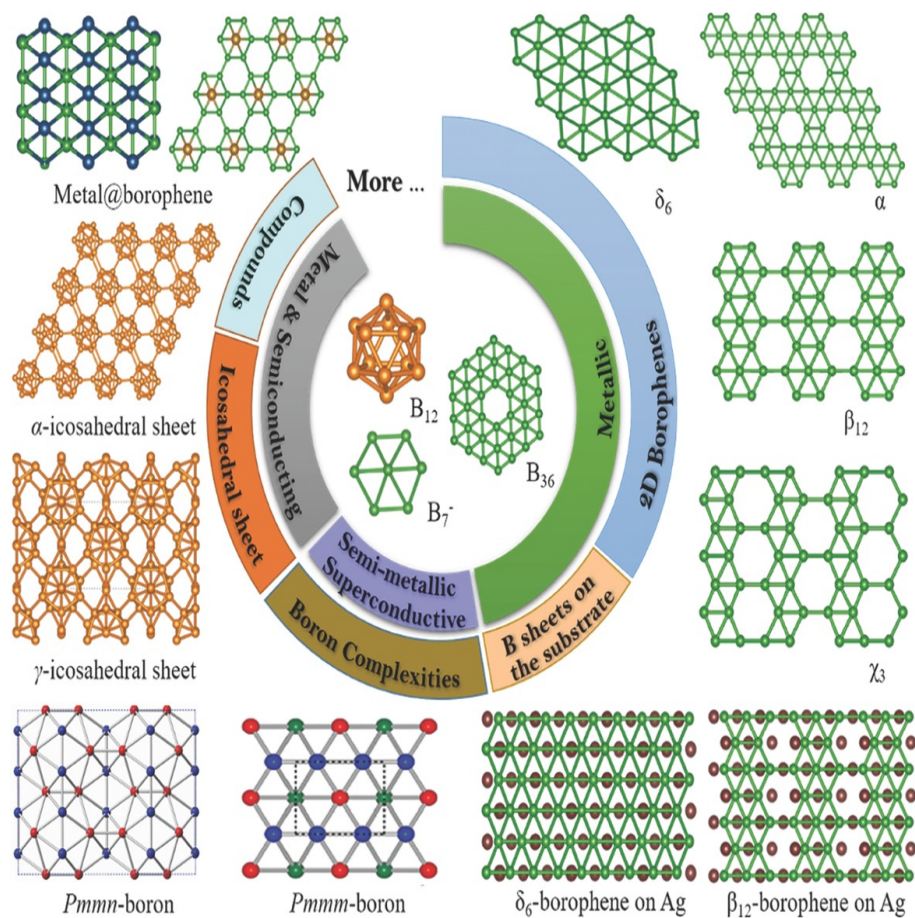 Metal@borophene
More ...
δ₆
α
Compounds
Metal & Semiconducting
Metallic
2D Borophenes
α-icosahedral sheet
Icosahedral sheet
B₁₂
B₃₆
B₇⁻
β₁₂
γ-icosahedral sheet
Semi-metallic
Superconductive
Boron Complexities
B sheets on
the substrate
χ₃
Pmmn-boron
Pmmm-boron
δ₆-borophene on Ag
β₁₂-borophene on Ag